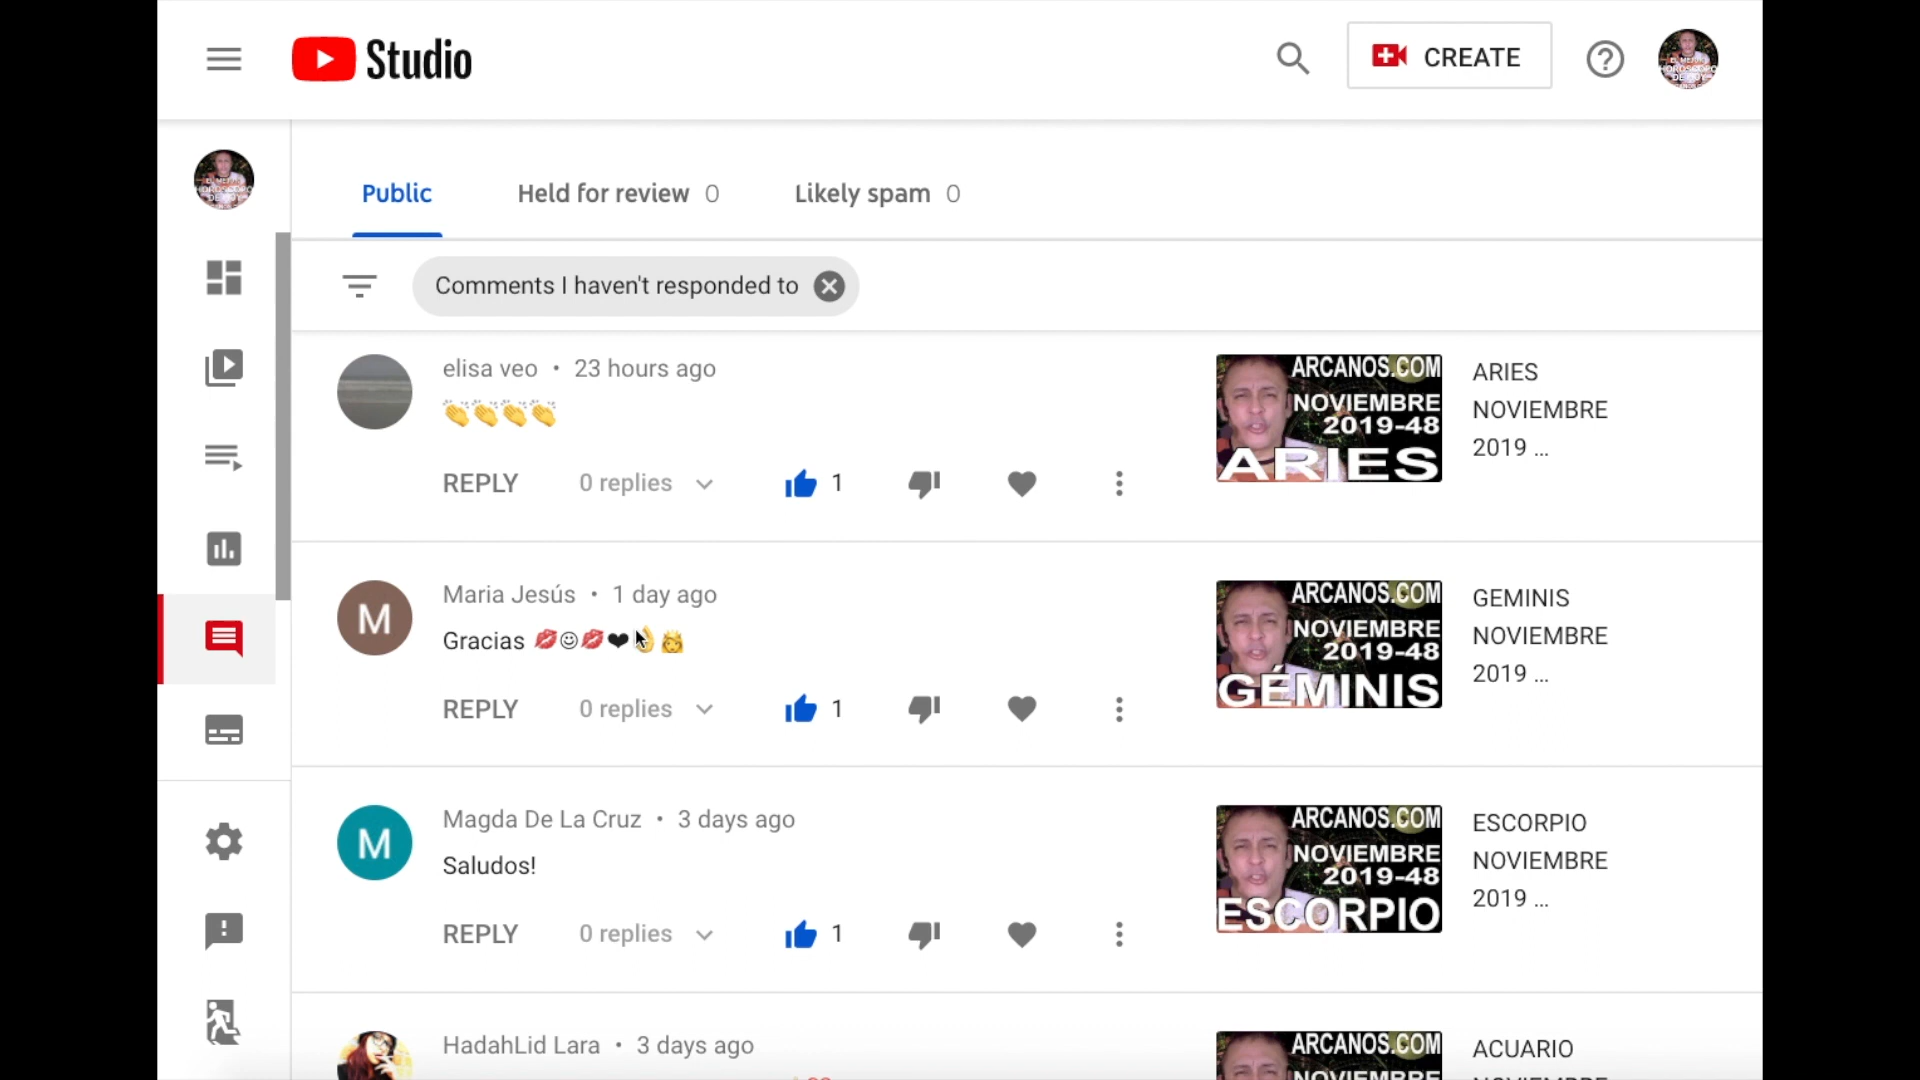 Studio
CREATE
Public
Held for review 0
Likely spam 0
Comments I haven't responded to
elisa veo • 23 hours ago
👏👏👏👏
REPLY
0 replies
1
ARCANOS.COM
NOVIEMBRE
2019-48
ARIES
ARIES
NOVIEMBRE
2019 ...
M
Maria Jesús • 1 day ago
Gracias 💋☺💋❤👌👸
REPLY
0 replies
1
ARCANOS.COM
NOVIEMBRE
2019-48
GÉMINIS
GEMINIS
NOVIEMBRE
2019 ...
M
Magda De La Cruz • 3 days ago
Saludos!
REPLY
0 replies
1
ARCANOS.COM
NOVIEMBRE
2019-48
ESCORPIO
ESCORPIO
NOVIEMBRE
2019 ...
HadahLid Lara • 3 days ago
ARCANOS.COM
NOVIEMBRE
ACUARIO